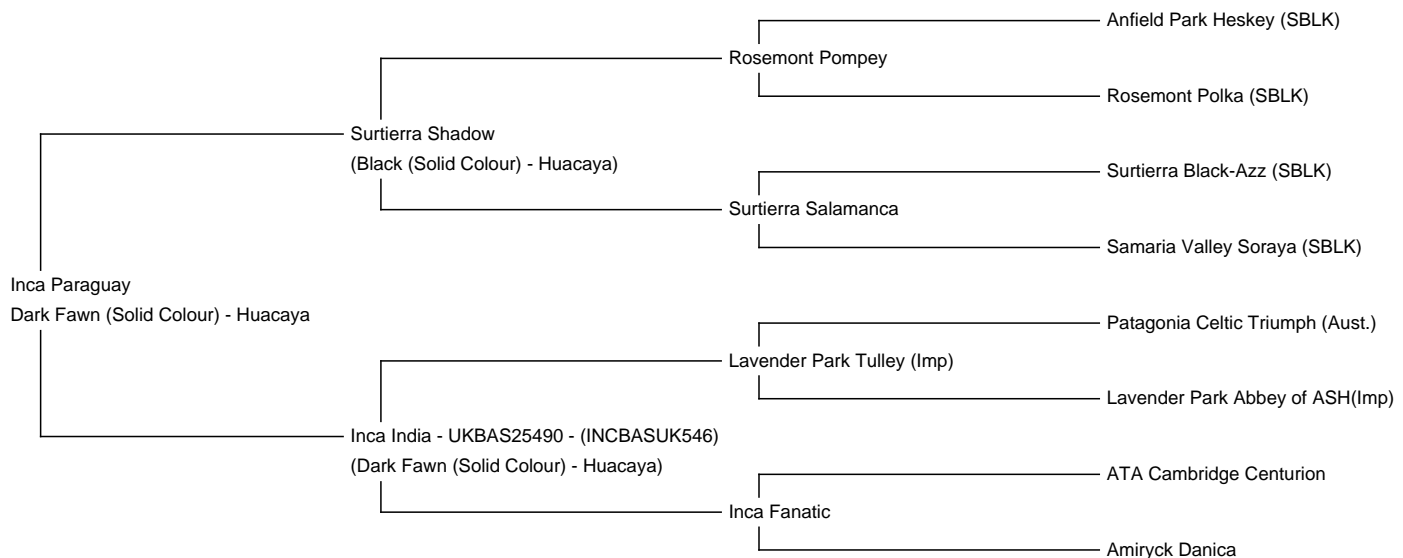 Anfield Park Heskey (SBLK)
Rosemont Pompey
Rosemont Polka (SBLK)
Surtierra Shadow
(Black (Solid Colour) - Huacaya)
Surtierra Black-Azz (SBLK)
Surtierra Salamanca
Samaria Valley Soraya (SBLK)
Inca Paraguay
Dark Fawn (Solid Colour) - Huacaya
Patagonia Celtic Triumph (Aust.)
Lavender Park Tulley (Imp)
Lavender Park Abbey of ASH(Imp)
Inca India - UKBAS25490 - (INCBASUK546)
(Dark Fawn (Solid Colour) - Huacaya)
ATA Cambridge Centurion
Inca Fanatic
Amiryck Danica